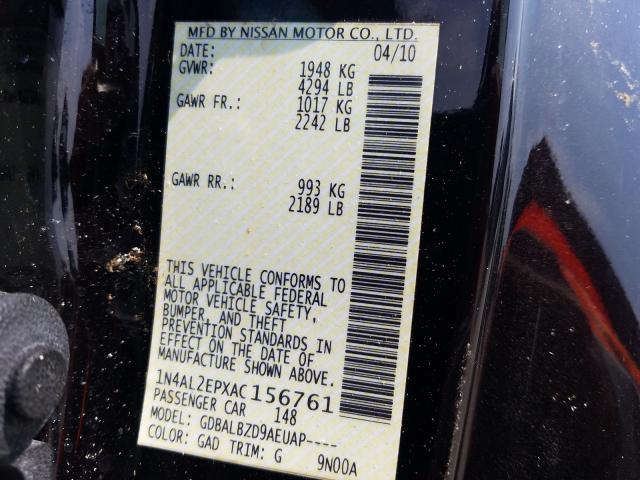 MFD BY NISSAN MOTOR CO., LTD.
DATE: 04/10
GVWR: 1948 KG
4294 LB
GAWR FR.: 1017 KG
2242 LB
GAWR RR.: 993 KG
2189 LB
THIS VEHICLE CONFORMS TO
ALL APPLICABLE FEDERAL
MOTOR VEHICLE SAFETY,
BUMPER, AND THEFT
PREVENTION STANDARDS IN
EFFECT ON THE DATE OF
MANUFACTURE SHOWN ABOVE.
1N4AL2EPXAC156761
PASSENGER CAR 148
MODEL: GDBALBZD9AEUAP----
COLOR: GAD TRIM: G 9N00A